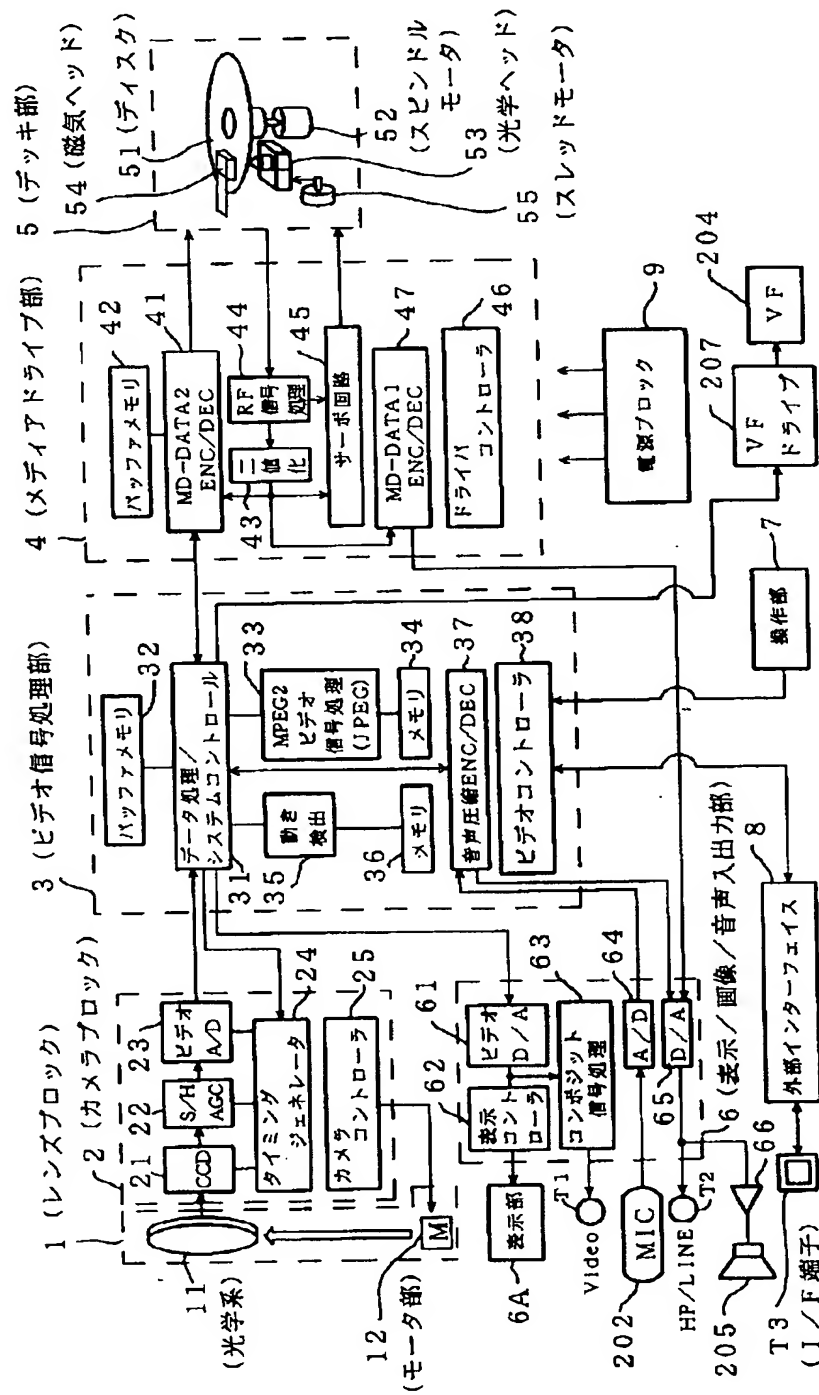 1 (レンズブロック)
2 (カメラブロック)
11
(光学系)
21
CCD
22
S/H
AGC
23
ビデオ
A/D
24
タイミング
ジェネレータ
25
カメラ
コントローラ
12
(モータ部)
M
3 (ビデオ信号処理部)
32
バッファメモリ
31
データ処理/
システムコントロール
33
MPEG2
ビデオ
信号処理
(JPEG)
34
メモリ
35
動き
検出
36
メモリ
37
音声圧縮ENC/DEC
38
ビデオコントローラ
4 (メディアドライブ部)
42
バッファメモリ
41
MD-DATA2
ENC/DEC
44
RF
信号
処理
43
二値化
45
サーボ回路
47
MD-DATA1
ENC/DEC
46
ドライバ
コントローラ
5 (デッキ部)
54 (磁気ヘッド)
51 (ディスク)
52
(スピンドル
モータ)
53
(光学ヘッド)
55
(スレッドモータ)
61
ビデオ
D/A
62
表示
コントローラ
63
コンポジット
信号処理
64
A/D
65
D/A
6 (表示/画像/音声入出力部)
6A
表示部
Video
T1
202
MIC
HP/LINE
T2
205
66
T3
(I/F端子)
8
外部インターフェイス
7
操作部
9
電源ブロック
207
VF
ドライブ
204
VF